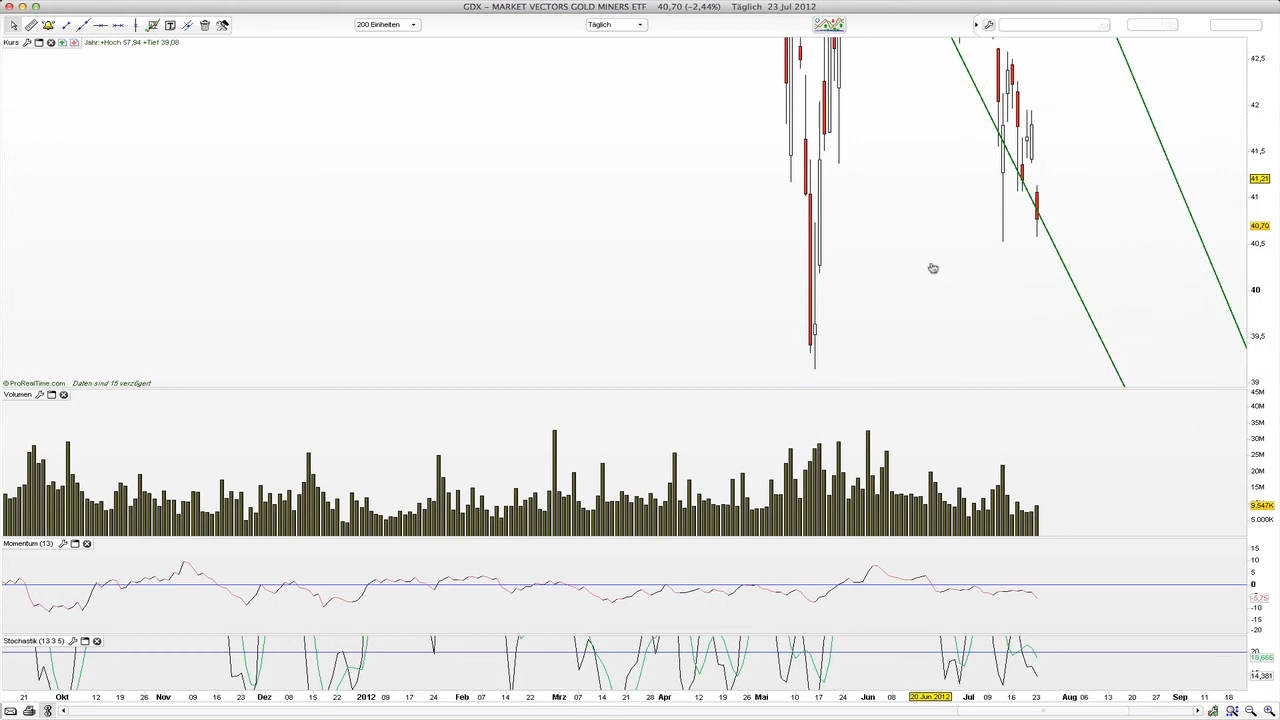 GDX - MARKET VECTORS GOLD MINERS ETF 40,70 (-2,44%) Täglich 23 Jul 2012
200 Einheiten Täglich
Kurs Jahr:+Hoch 57,94 +Tief 39,08
42,5
42
41,5
41,21
41
40,70
40,5
40
39,5
39
© ProRealTime.com Daten sind 15 verzögert
Volumen
45M
40M
35M
30M
25M
20M
15M
9.547K
5.000K
Momentum (13)
15
10
5
0
-5,75
-10
-15
-20
Stochastik (13 3 5)
20
18,665
14,381
21 Okt 12 19 26 Nov 08 16 23 Dez 08 15 22 2012 10 17 24 Feb 07 14 22 Mrz 07 14 21 28 Apr 12 19 26 Mai 10 17 24 Jun 08 20 Jun 2012 Jul 09 16 23 Aug 06 15 20 27 Sep 11 18